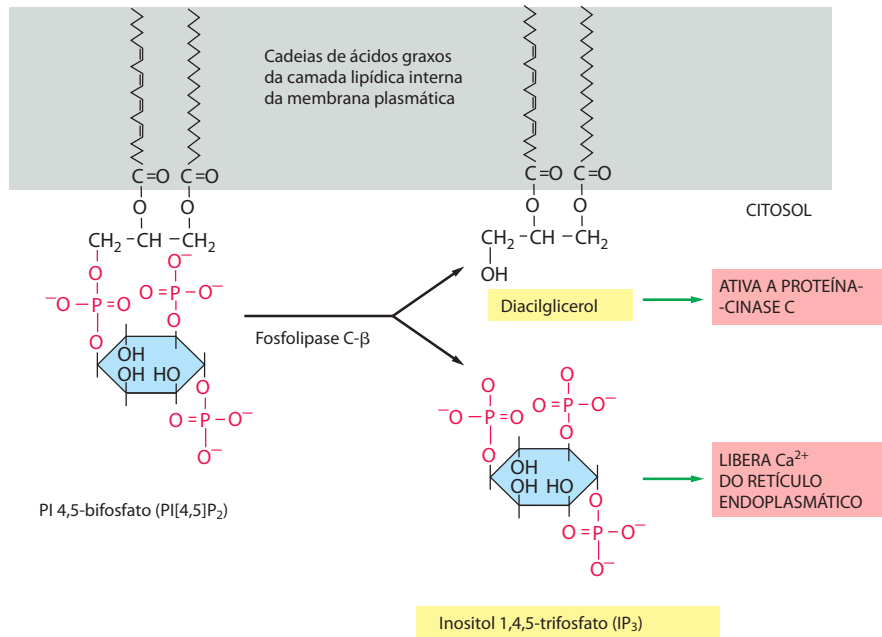 Cadeias de ácidos graxos
da camada lipídica interna
da membrana plasmática
C=O C=O
O O
CH2 –CH–CH2
O
⁻O–P=O
O
O⁻
O=P–O⁻
O
OH
OH HO
O
O=P–O⁻
O⁻
PI 4,5-bifosfato (PI[4,5]P2)
Fosfolipase C-β
C=O C=O
O O
CH2 –CH–CH2
OH
CITOSOL
Diacilglicerol
ATIVA A PROTEÍNA-
-CINASE C
O⁻
⁻O–P=O
O
O⁻
O=P–O⁻
O
OH
OH HO
O
O=P–O⁻
O⁻
LIBERA Ca²⁺
DO RETÍCULO
ENDOPLASMÁTICO
Inositol 1,4,5-trifosfato (IP3)